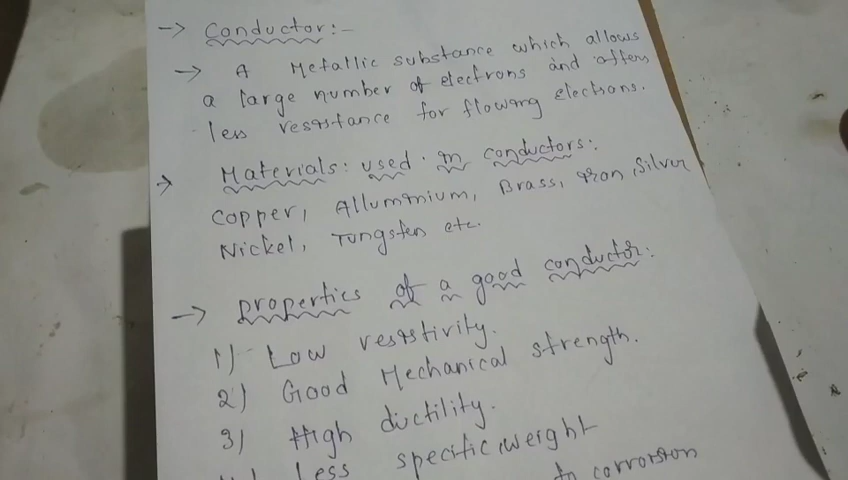 → Conductor:-
→ A Metallic substance which allows
a large number of electrons and offers
less resistance for flowing electrons.
→ Materials: used in conductors:
Copper, Alluminium, Brass, Iron, Silver
Nickel, Tungsten etc.
→ Properties of a good conductor:
1) Low resistivity.
2) Good Mechanical strength.
3) High ductility.
Less specific weight
to corrosion